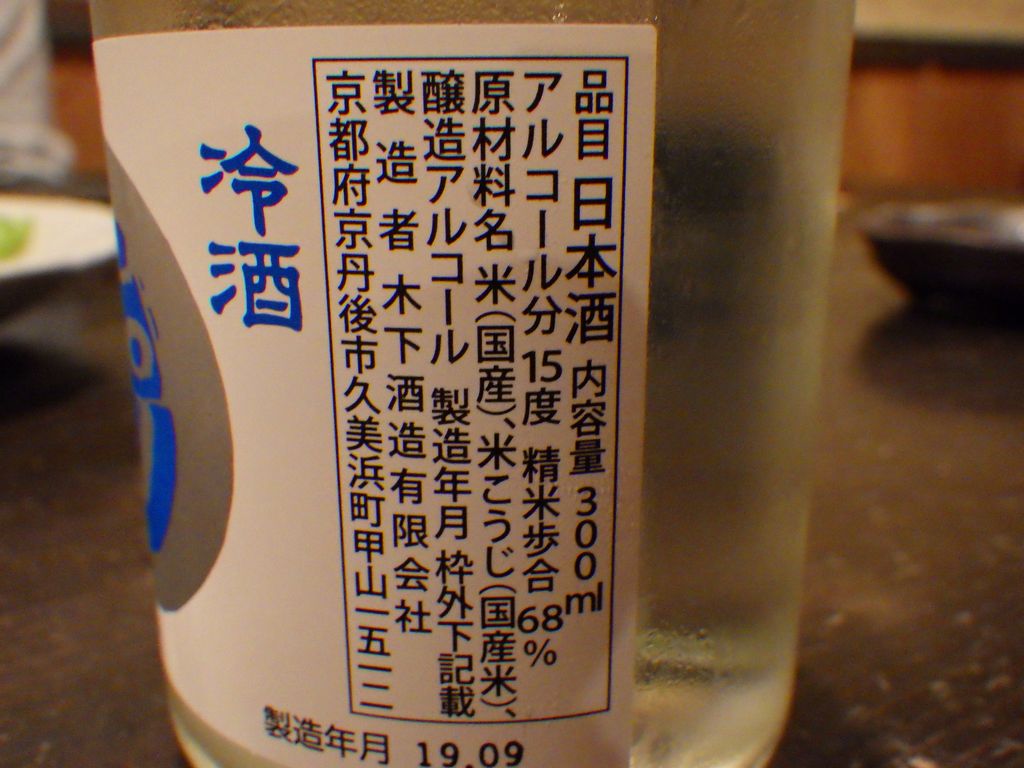 品目 日本酒 内容量 300ml
アルコール分 15度 精米歩合 68%
原材料名 米(国産)、米こうじ(国産米)、
醸造アルコール 製造年月 枠外下記載
製造者 木下酒造有限会社
京都府京丹後市久美浜町甲山一五一二
冷酒
製造年月 19.09